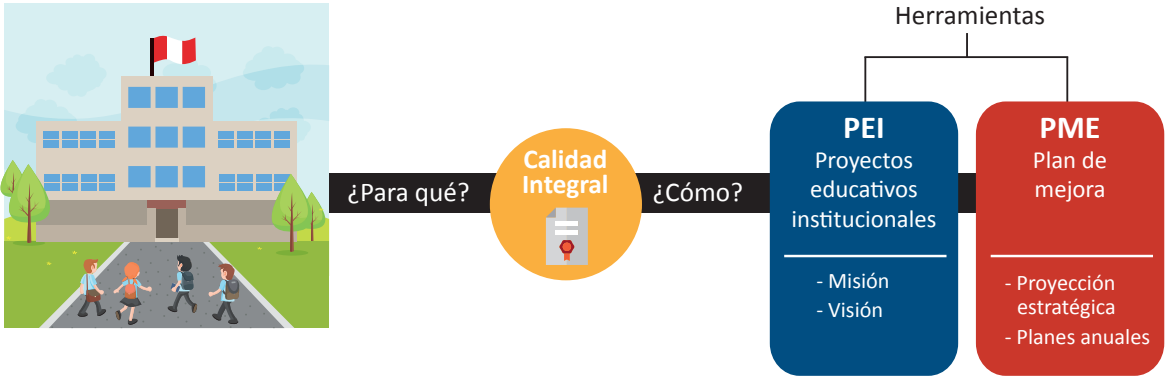 Herramientas
¿Para qué?
Calidad
Integral
¿Cómo?
PEI
Proyectos
educativos
institucionales
- Misión
- Visión
PME
Plan de
mejora
- Proyección
estratégica
- Planes anuales